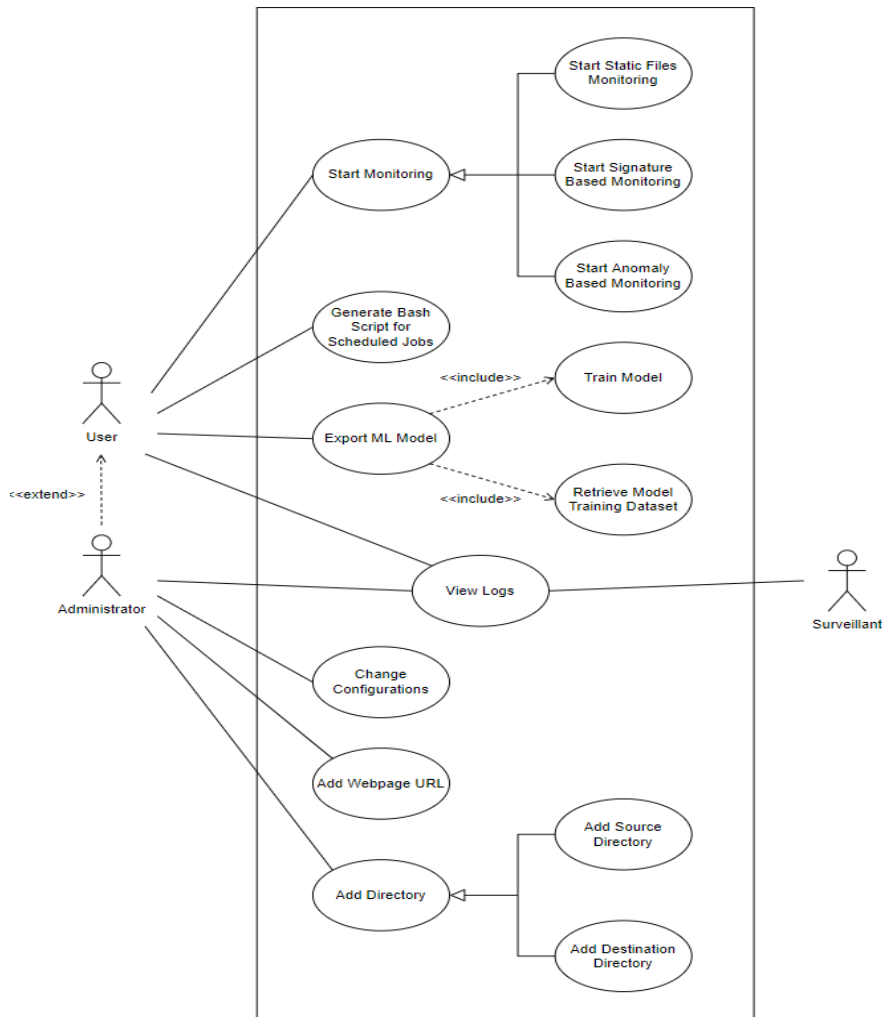 Start Static Files
Monitoring
Start Monitoring
Start Signature
Based Monitoring
Start Anomaly
Based Monitoring
Generate Bash
Script for
Scheduled Jobs
<<include>>
Train Model
User
Export ML Model
<<extend>>
<<include>>
Retrieve Model
Training Dataset
Administrator
View Logs
Surveillant
Change
Configurations
Add Webpage URL
Add Source
Directory
Add Directory
Add Destination
Directory